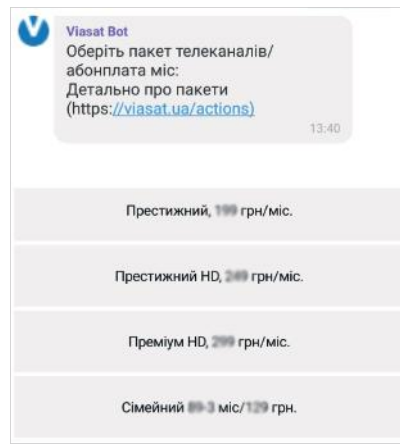 Viasat Bot
Оберіть пакет телеканалів/
абонплата міс:
Детально про пакети
(https://viasat.ua/actions)
13:40
Престижний, грн/міс.
Престижний HD, грн/міс.
Преміум HD, грн/міс.
Сімейний міс/ грн.